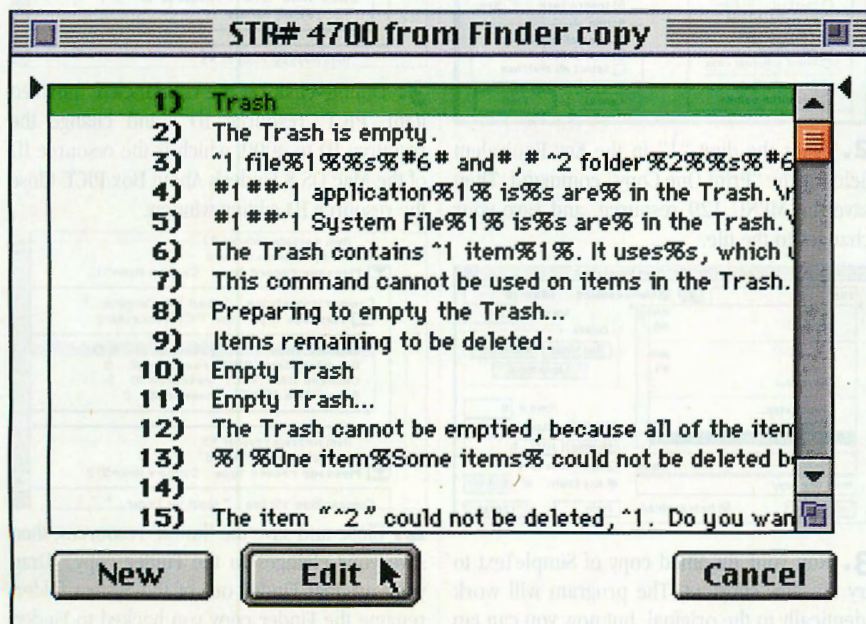 STR# 4700 from Finder copy
1) Trash
2) The Trash is empty.
3) ^1 file%1%%s%#6# and# # ^2 folder%2%%s%#6
4) #1##^1 application%1% is%s are% in the Trash.
5) #1##^1 System File%1% is%s are% in the Trash.
6) The Trash contains ^1 item%1%. It uses%s, which
7) This command cannot be used on items in the Trash.
8) Preparing to empty the Trash...
9) Items remaining to be deleted:
10) Empty Trash
11) Empty Trash...
12) The Trash cannot be emptied, because all of the item
13) %1%One item%Some items% could not be deleted be
14)
15) The item “^2” could not be deleted, ^1. Do you wan
New Edit Cancel